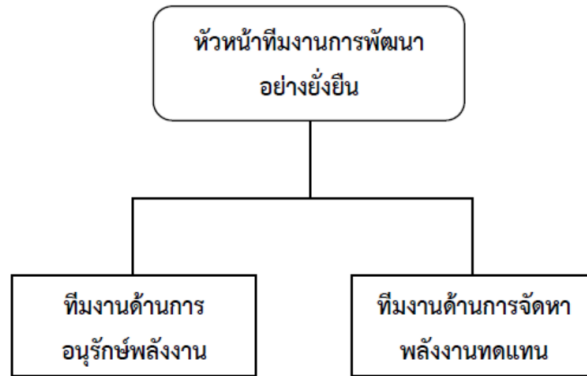 หัวหน้าทีมงานการพัฒนา
อย่างยั่งยืน
ทีมงานด้านการ
อนุรักษ์พลังงาน
ทีมงานด้านการจัดหา
พลังงานทดแทน